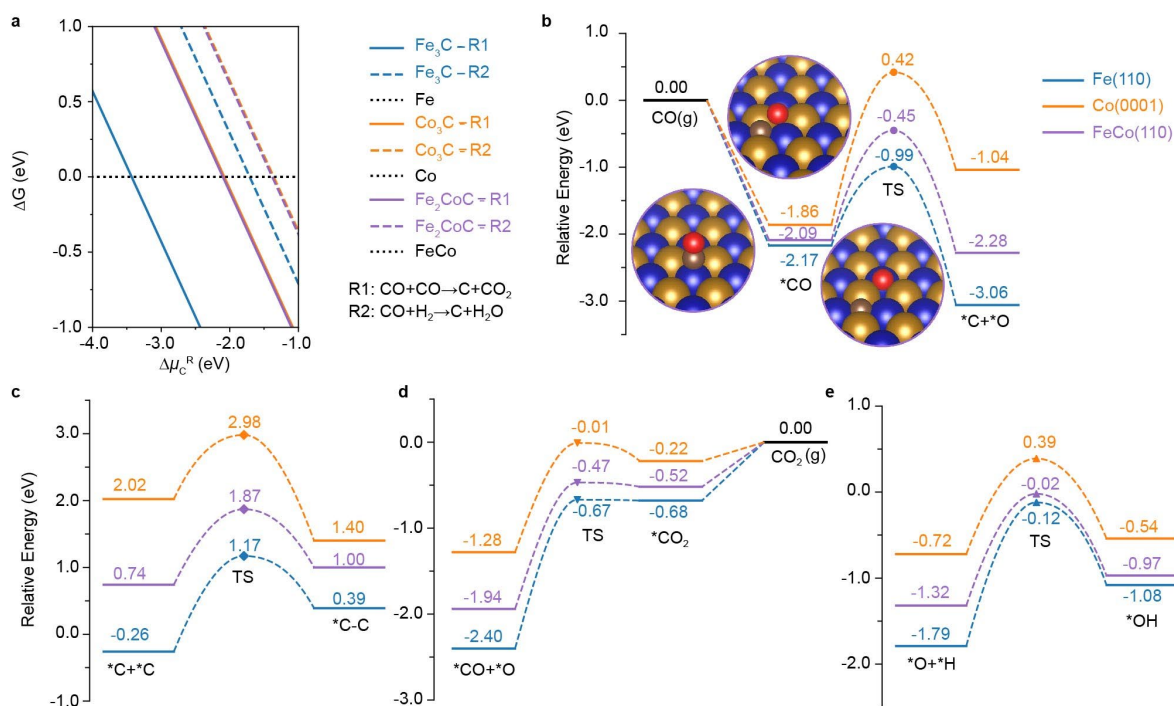 a
1.0
0.5
0.0
-0.5
-1.0
ΔG (eV)
-4.0 -3.0 -2.0 -1.0
Δμ_C^R (eV)
Fe₃C – R1
Fe₃C – R2
Fe
Co₃C – R1
Co₃C – R2
Co
Fe₂CoC – R1
Fe₂CoC – R2
FeCo
R1: CO+CO→C+CO₂
R2: CO+H₂→C+H₂O
b
1.0
0.0
-1.0
-2.0
-3.0
Relative Energy (eV)
0.00
CO(g)
-1.86
-2.09
-2.17
*CO
0.42
-0.45
-0.99
TS
-1.04
-2.28
-3.06
*C+*O
Fe(110)
Co(0001)
FeCo(110)
c
3.0
2.0
1.0
0.0
-1.0
Relative Energy (eV)
2.02
0.74
-0.26
*C+*C
2.98
1.87
1.17
TS
1.40
1.00
0.39
*C-C
d
0.0
-1.0
-2.0
-3.0
-1.28
-1.94
-2.40
*CO+*O
-0.01
-0.47
-0.67
TS
-0.22
-0.52
-0.68
*CO₂
0.00
CO₂(g)
e
1.0
0.0
-1.0
-2.0
-0.72
-1.32
-1.79
*O+*H
0.39
-0.02
-0.12
TS
-0.54
-0.97
-1.08
*OH